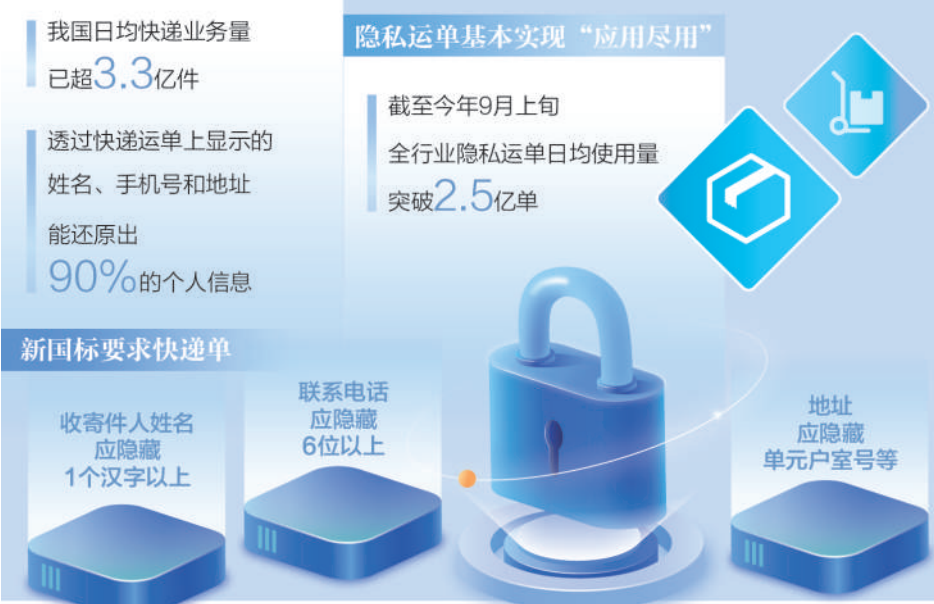 我国日均快递业务量
已超3.3亿件
透过快递运单上显示的
姓名、手机号和地址
能还原出
90%的个人信息
隐私运单基本实现“应用尽用”
截至今年9月上旬
全行业隐私运单日均使用量
突破2.5亿单
新国标要求快递单
收寄件人姓名
应隐藏
1个汉字以上
联系电话
应隐藏
6位以上
地址
应隐藏
单元户室号等